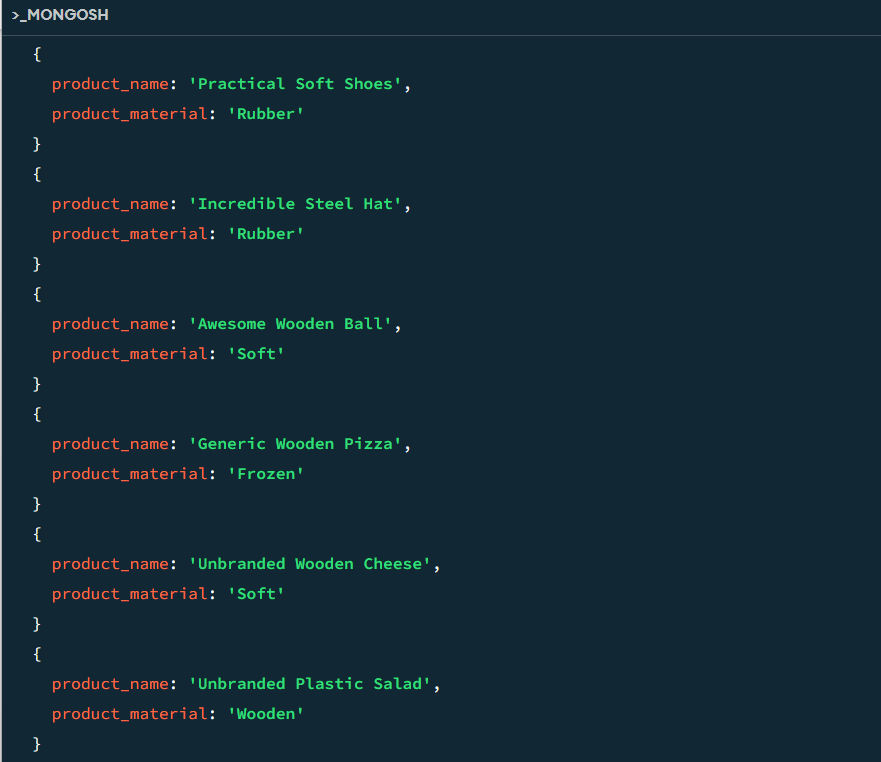 >_MONGOSH
{
product_name: 'Practical Soft Shoes',
product_material: 'Rubber'
}
{
product_name: 'Incredible Steel Hat',
product_material: 'Rubber'
}
{
product_name: 'Awesome Wooden Ball',
product_material: 'Soft'
}
{
product_name: 'Generic Wooden Pizza',
product_material: 'Frozen'
}
{
product_name: 'Unbranded Wooden Cheese',
product_material: 'Soft'
}
{
product_name: 'Unbranded Plastic Salad',
product_material: 'Wooden'
}